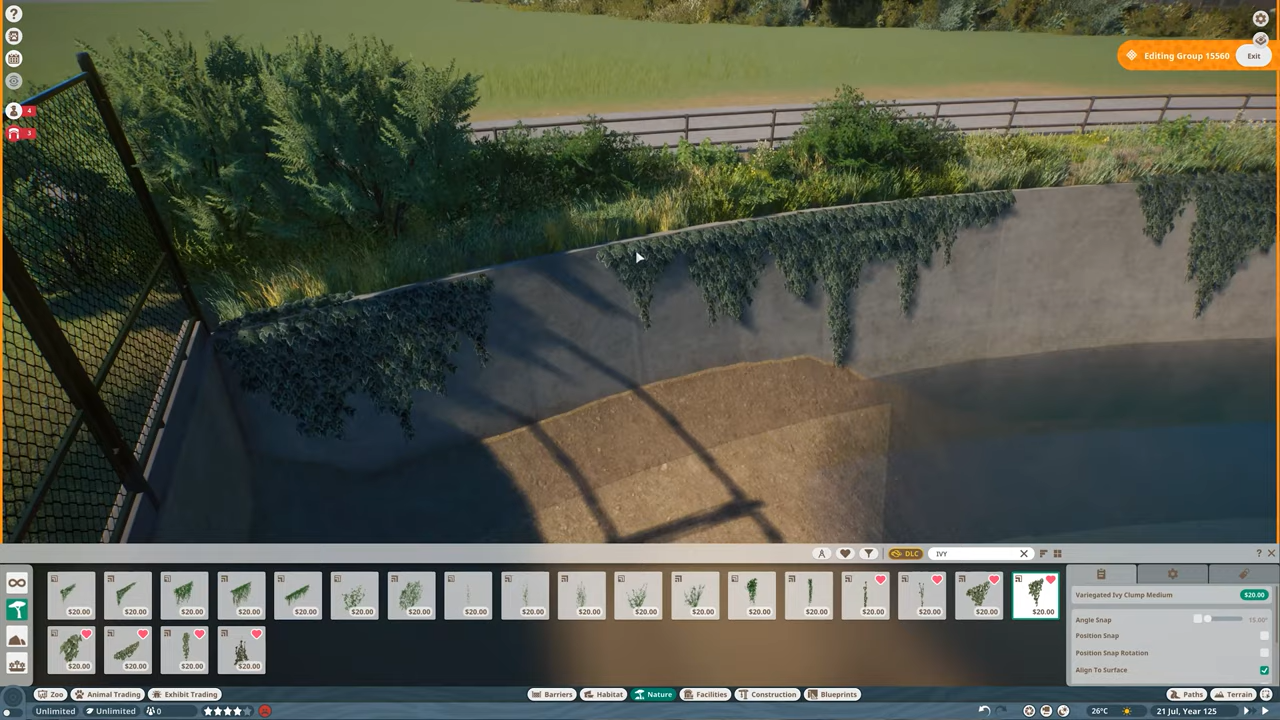 ?
Editing Group 15560
Exit
4
3
DLC
IVY
?
$20.00 $20.00 $20.00 $20.00 $20.00 $20.00 $20.00 $20.00 $20.00 $20.00 $20.00 $20.00 $20.00 $20.00 $20.00 $20.00 $20.00 $20.00
$20.00 $20.00 $20.00 $20.00
Variegated Ivy Clump Medium $20.00
Angle Snap 15.00°
Position Snap
Position Snap Rotation
Align To Surface
Zoo Animal Trading Exhibit Trading Barriers Habitat Nature Facilities Construction Blueprints Paths Terrain
Unlimited Unlimited 0 26°C 21 Jul, Year 125